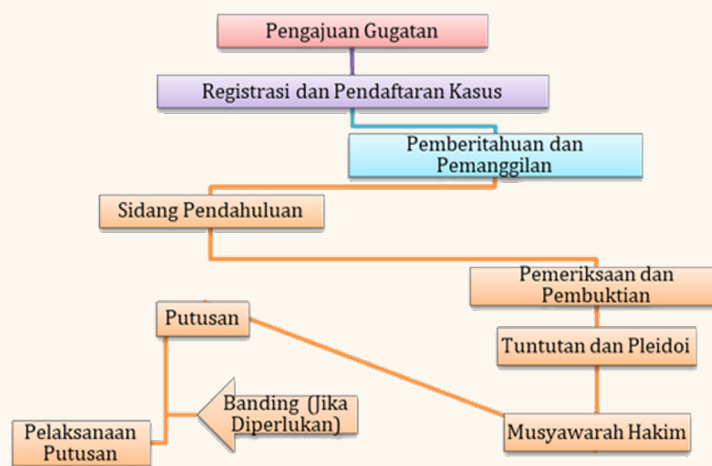 Pengajuan Gugatan
Registrasi dan Pendaftaran Kasus
Pemberitahuan dan
Pemanggilan
Sidang Pendahuluan
Pemeriksaan dan
Pembuktian
Tuntutan dan Pleidoi
Musyawarah Hakim
Putusan
Banding (Jika
Diperlukan)
Pelaksanaan
Putusan